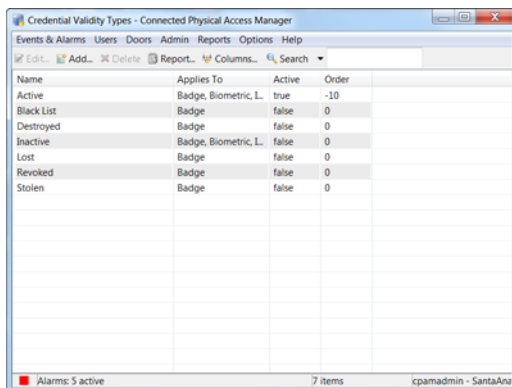 Credential Validity Types - Connected Physical Access Manager
Events & Alarms Users Doors Admin Reports Options Help
Edit... Add... Delete Report... Columns... Search
Name Applies To Active Order
Active Badge, Biometric, I... true -10
Black List Badge false 0
Destroyed Badge false 0
Inactive Badge, Biometric, I... false 0
Lost Badge false 0
Revoked Badge false 0
Stolen Badge false 0
Alarms: 5 active 7 items cpamadmin - SantaAna